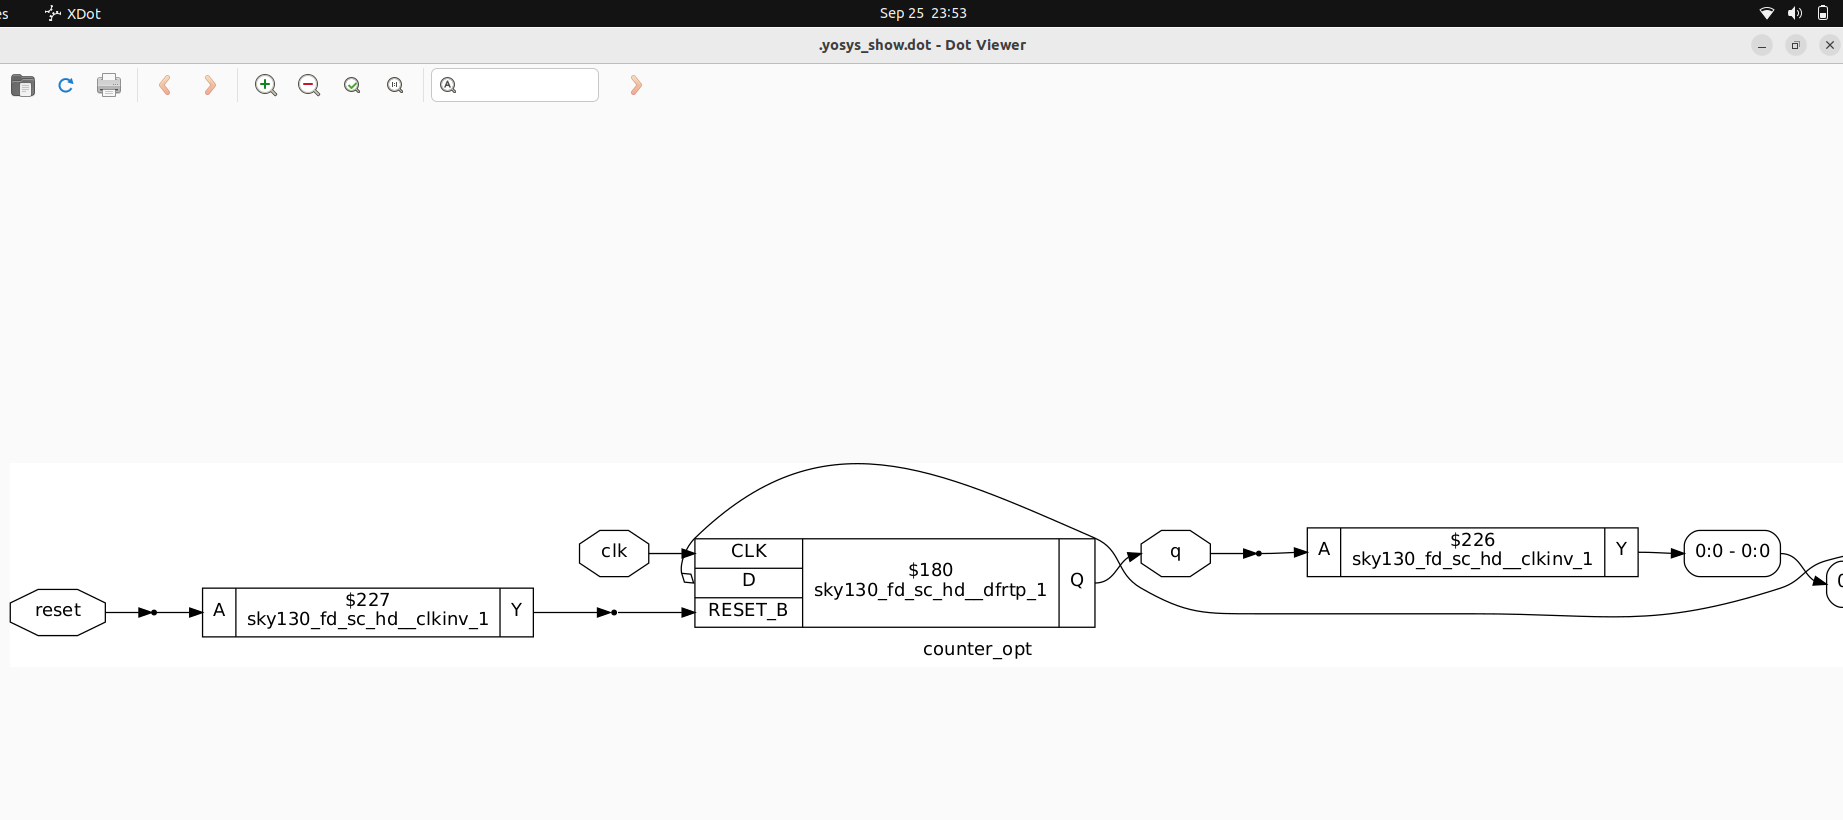 es XDot Sep 25 23:53
.yosys_show.dot - Dot Viewer
reset
A
$227
sky130_fd_sc_hd__clkinv_1
Y
clk
CLK
D
RESET_B
$180
sky130_fd_sc_hd__dfrtp_1
Q
counter_opt
q
A
$226
sky130_fd_sc_hd__clkinv_1
Y
0:0 - 0:0